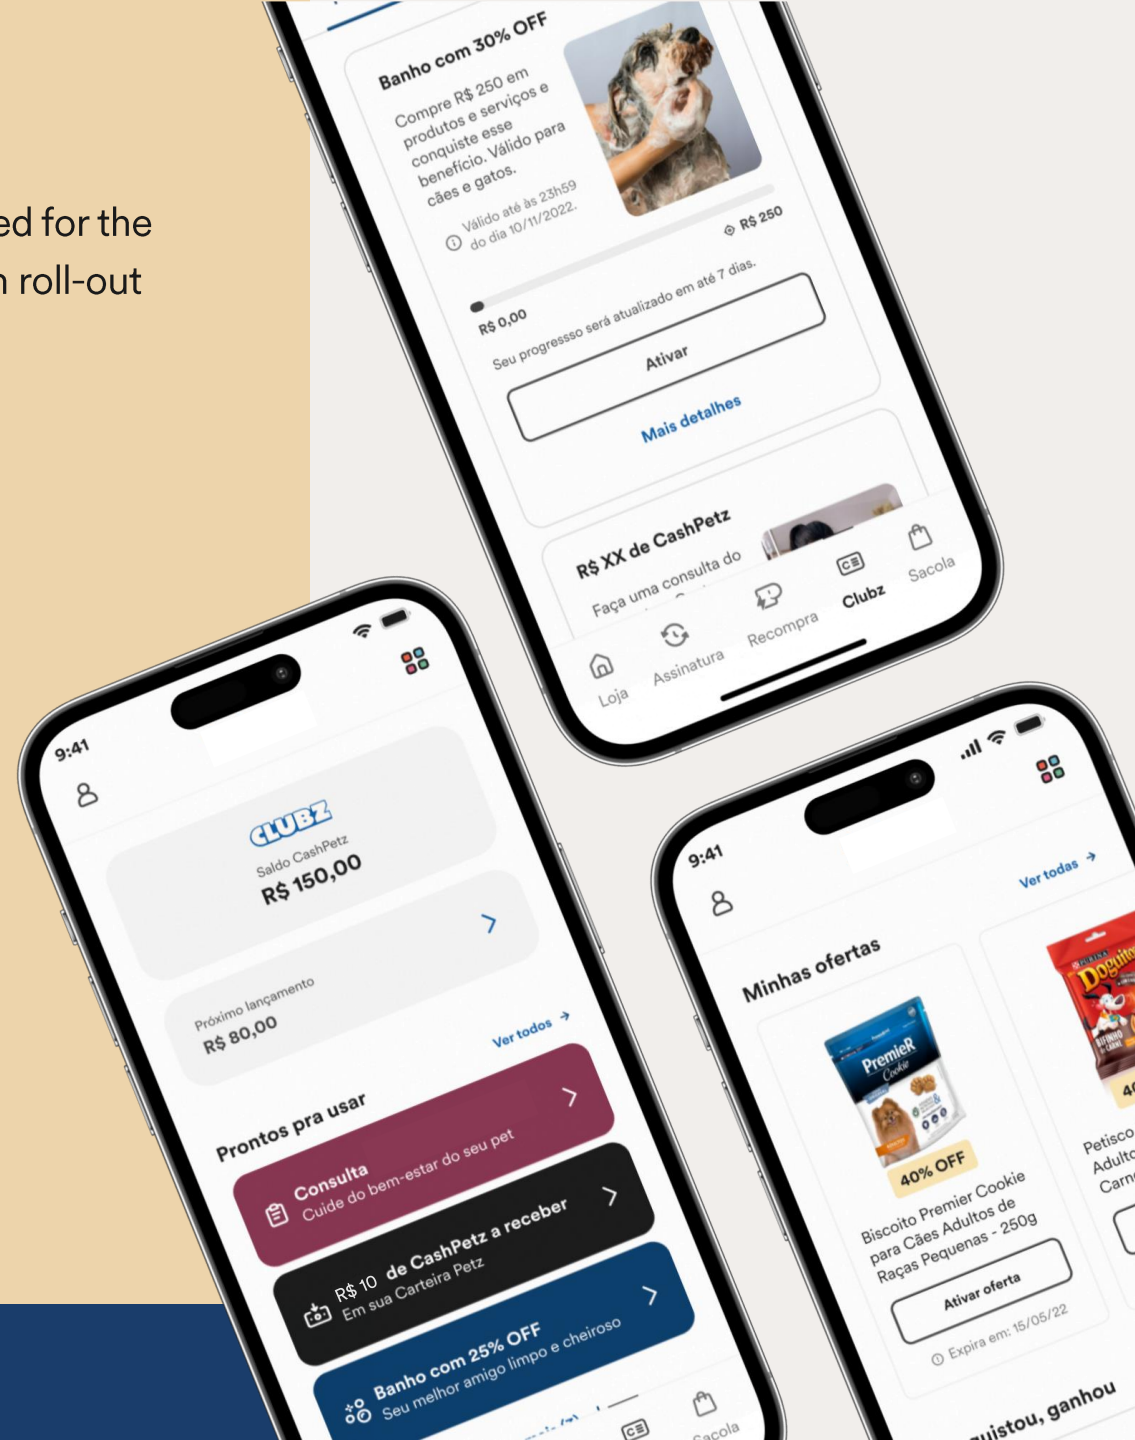 ed for the
roll-out
Banho com 30% OFF
Compre R$ 250 em
produtos e serviços e
conquiste esse
benefício. Válido para
cães e gatos.
Válido até às 23h59
do dia 10/11/2022.
R$ 250
R$ 0,00
Seu progressso será atualizado em até 7 dias.
Ativar
Mais detalhes
R$ XX de CashPetz
Faça uma consulta do
Loja
Assinatura
Recompra
Clubz
Sacola
9:41
CLUBZ
Saldo CashPetz
R$ 150,00
Próximo lançamento
R$ 80,00
Ver todos
Prontos pra usar
Consulta
Cuide do bem-estar do seu pet
R$ 10 de CashPetz a receber
Em sua Carteira Petz
Banho com 25% OFF
Seu melhor amigo limpo e cheiroso
Sacola
9:41
Ver todas
Minhas ofertas
PremieR
Cookie
40% OFF
Biscoito Premier Cookie
para Cães Adultos de
Raças Pequenas - 250g
Ativar oferta
Expira em: 15/05/22
PURINA
Doguito
BIFINHO
DE CARNE
Petisco
Adulto
Carn
uistou, ganhou